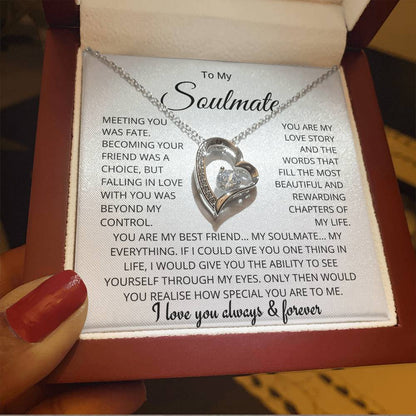 To My
Soulmate
MEETING YOU
WAS FATE.
BECOMING YOUR
FRIEND WAS A
CHOICE, BUT
FALLING IN LOVE
WITH YOU WAS
BEYOND MY
CONTROL.
YOU ARE MY
LOVE STORY
AND THE
WORDS THAT
FILL THE MOST
BEAUTIFUL AND
REWARDING
CHAPTERS OF
MY LIFE.
YOU ARE MY BEST FRIEND... MY SOULMATE... MY
EVERYTHING. IF I COULD GIVE YOU ONE THING IN
LIFE, I WOULD GIVE YOU THE ABILITY TO SEE
YOURSELF THROUGH MY EYES. ONLY THEN WOULD
YOU REALISE HOW SPECIAL YOU ARE TO ME.
I love you always & forever